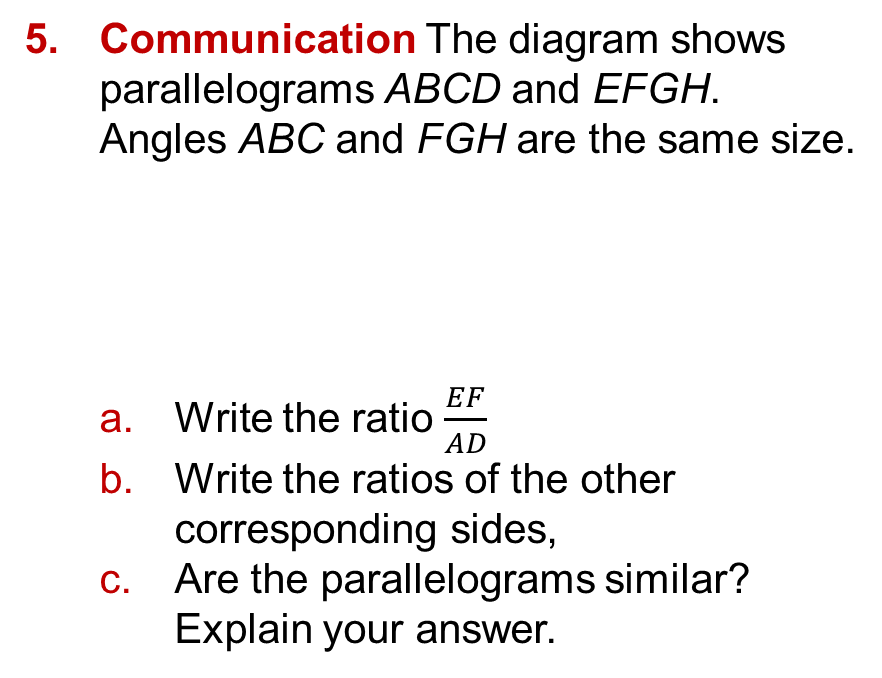 5. Communication The diagram shows
parallelograms ABCD and EFGH.
Angles ABC and FGH are the same size.
a. Write the ratio EF/AD
b. Write the ratios of the other
corresponding sides,
c. Are the parallelograms similar?
Explain your answer.